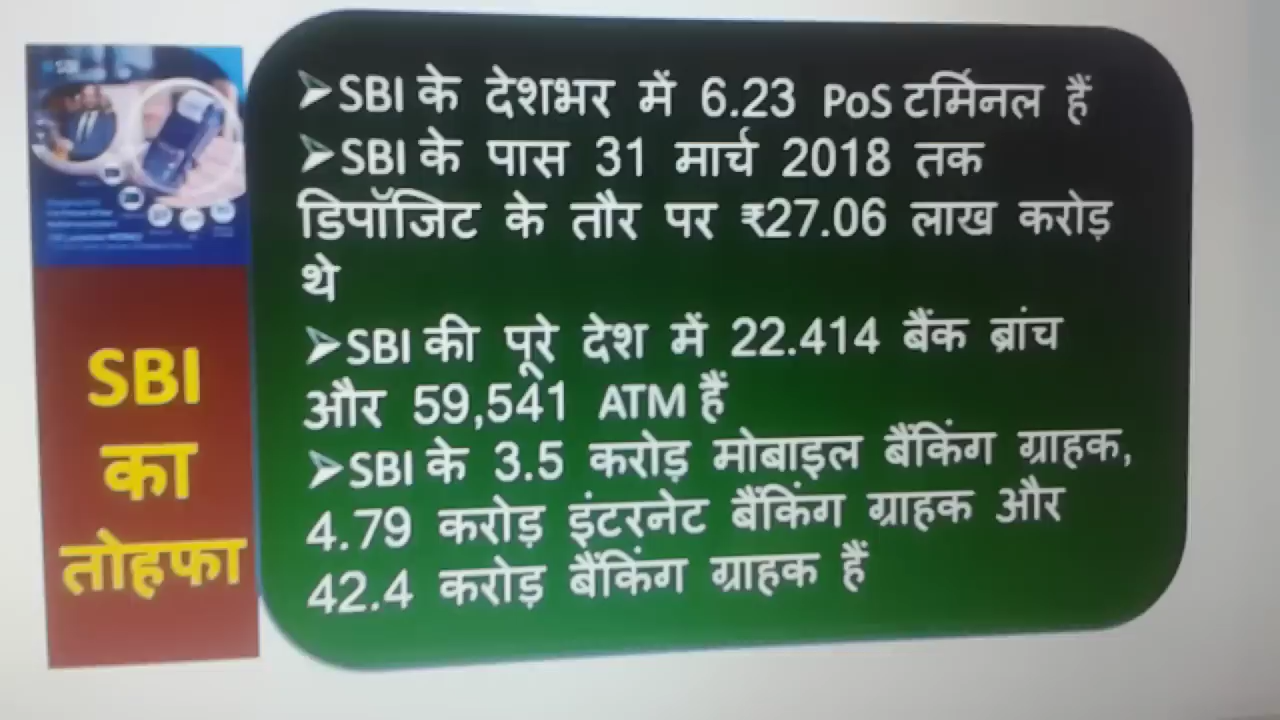 SBI
SBI
का
तोहफा
➢SBI के देशभर में 6.23 PoS टर्मिनल हैं
➢SBI के पास 31 मार्च 2018 तक
डिपॉजिट के तौर पर ₹27.06 लाख करोड़
थे
➢SBI की पूरे देश में 22.414 बैंक ब्रांच
और 59,541 ATM हैं
➢SBI के 3.5 करोड़ मोबाइल बैंकिंग ग्राहक,
4.79 करोड़ इंटरनेट बैंकिंग ग्राहक और
42.4 करोड़ बैंकिंग ग्राहक हैं